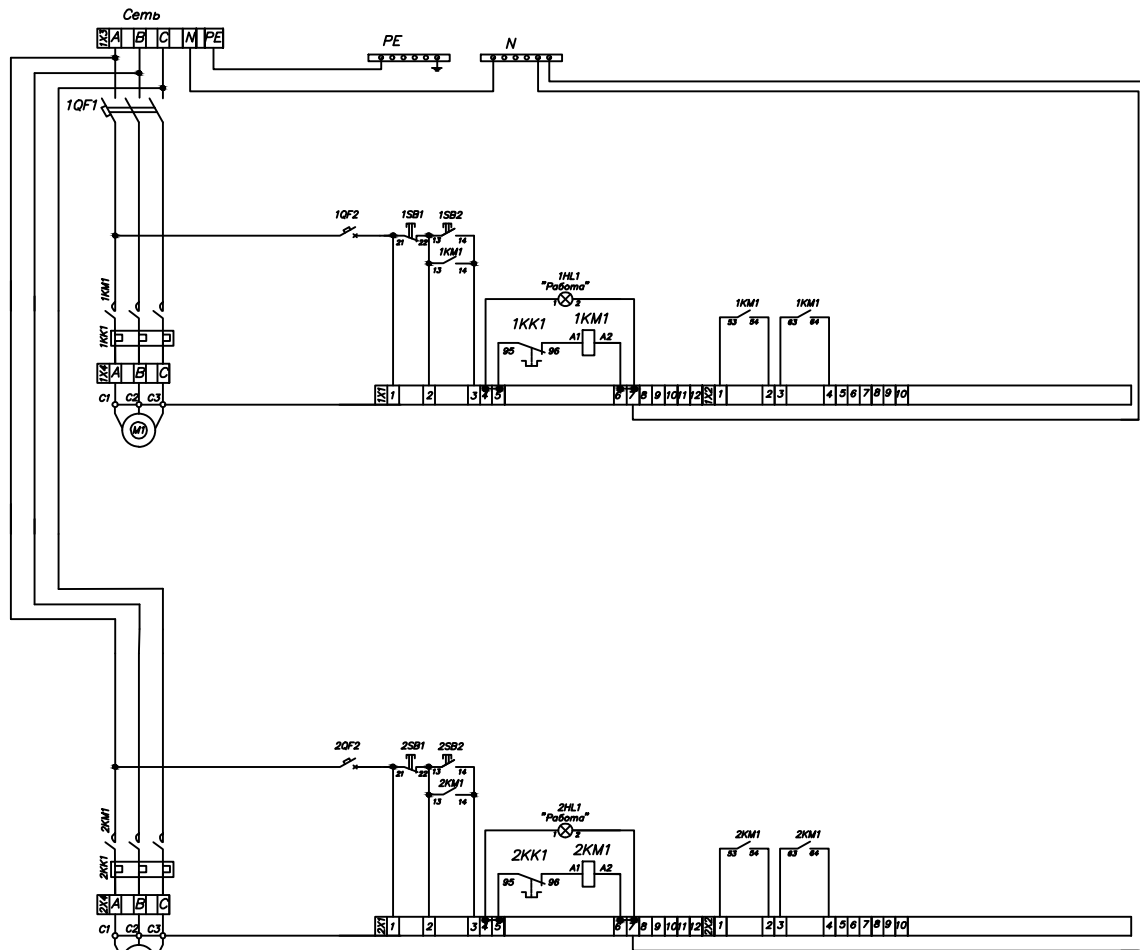 Сеть
1X3 A B C N PE
PE
N
1QF1
1QF2
1SB1
1SB2
21 22 13 14
1KM1
13 14
1KM1
1HL1
"Работа"
1 2
1KM1
1KM1
53 54
63 64
1KK1
1KK1
1KM1
95 96
A1 A2
1X4 A B C
1X1 1 2 3 4 5 6 7 8 9 10 11 12 1X2 1 2 3 4 5 6 7 8 9 10
C1 C2 C3
M1
2QF2
2SB1
2SB2
21 22 13 14
2KM1
13 14
2KM1
2HL1
"Работа"
1 2
2KM1
2KM1
53 54
63 64
2KK1
2KK1
2KM1
95 96
A1 A2
2X4 A B C
2X1 1 2 3 4 5 6 7 8 9 10 11 12 2X2 1 2 3 4 5 6 7 8 9 10
C1 C2 C3